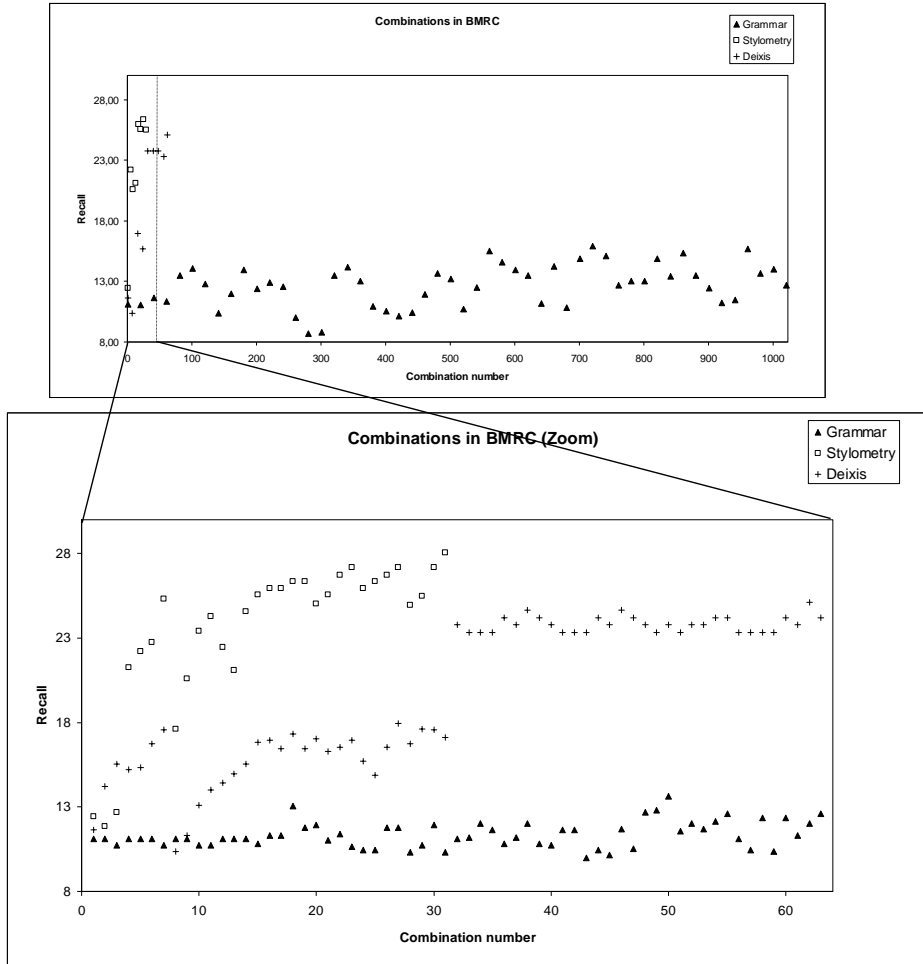 Combinations in BMRC
Grammar
Stylometry
Deixis
28,00
23,00
18,00
13,00
8,00
Recall
0 100 200 300 400 500 600 700 800 900 1000
Combination number
Combinations in BMRC (Zoom)
Grammar
Stylometry
Deixis
28
23
18
13
8
Recall
0 10 20 30 40 50 60
Combination number